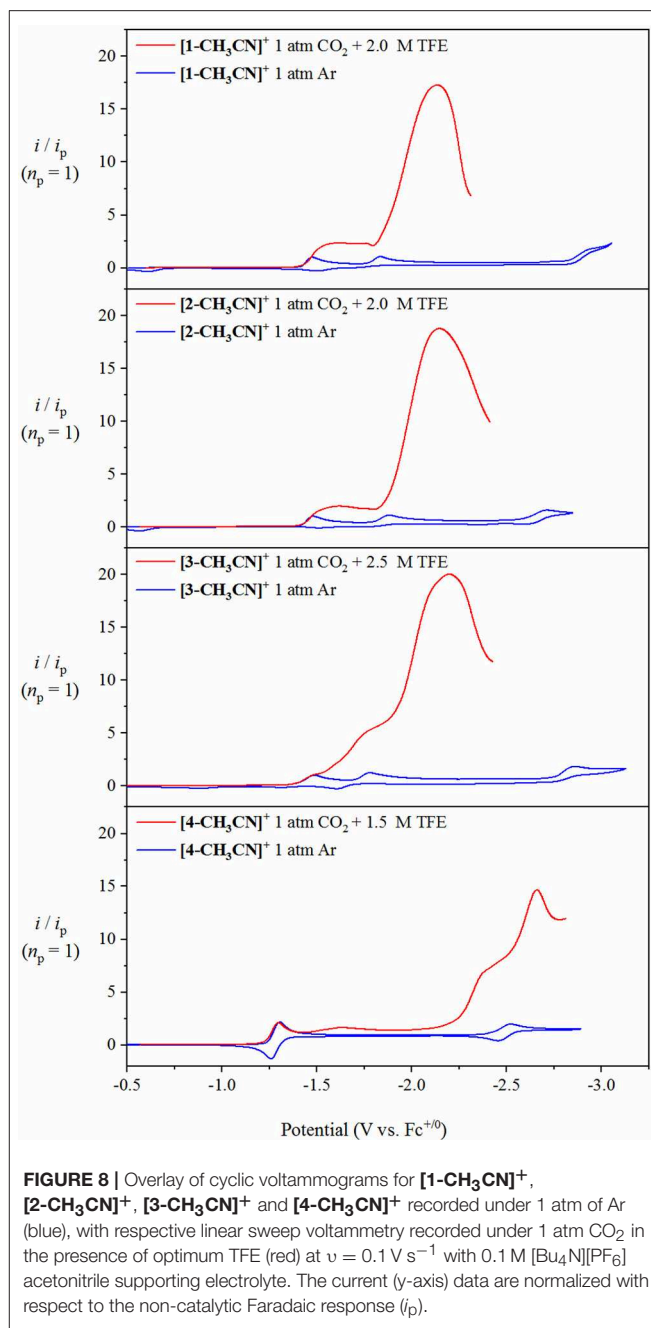 [1-CH₃CN]⁺ 1 atm CO₂ + 2.0 M TFE
[1-CH₃CN]⁺ 1 atm Ar
20
15
10
5
0
i / iₚ
(nₚ = 1)
[2-CH₃CN]⁺ 1 atm CO₂ + 2.0 M TFE
[2-CH₃CN]⁺ 1 atm Ar
20
15
10
5
0
i / iₚ
(nₚ = 1)
[3-CH₃CN]⁺ 1 atm CO₂ + 2.5 M TFE
[3-CH₃CN]⁺ 1 atm Ar
20
15
10
5
0
i / iₚ
(nₚ = 1)
[4-CH₃CN]⁺ 1 atm CO₂ + 1.5 M TFE
[4-CH₃CN]⁺ 1 atm Ar
20
15
10
5
0
i / iₚ
(nₚ = 1)
-0.5 -1.0 -1.5 -2.0 -2.5 -3.0
Potential (V vs. Fc⁺ᐟ⁰)
FIGURE 8 | Overlay of cyclic voltammograms for [1-CH₃CN]⁺,
[2-CH₃CN]⁺, [3-CH₃CN]⁺ and [4-CH₃CN]⁺ recorded under 1 atm of Ar
(blue), with respective linear sweep voltammetry recorded under 1 atm CO₂ in
the presence of optimum TFE (red) at υ = 0.1 V s⁻¹ with 0.1 M [Bu₄N][PF₆]
acetonitrile supporting electrolyte. The current (y-axis) data are normalized with
respect to the non-catalytic Faradaic response (iₚ).